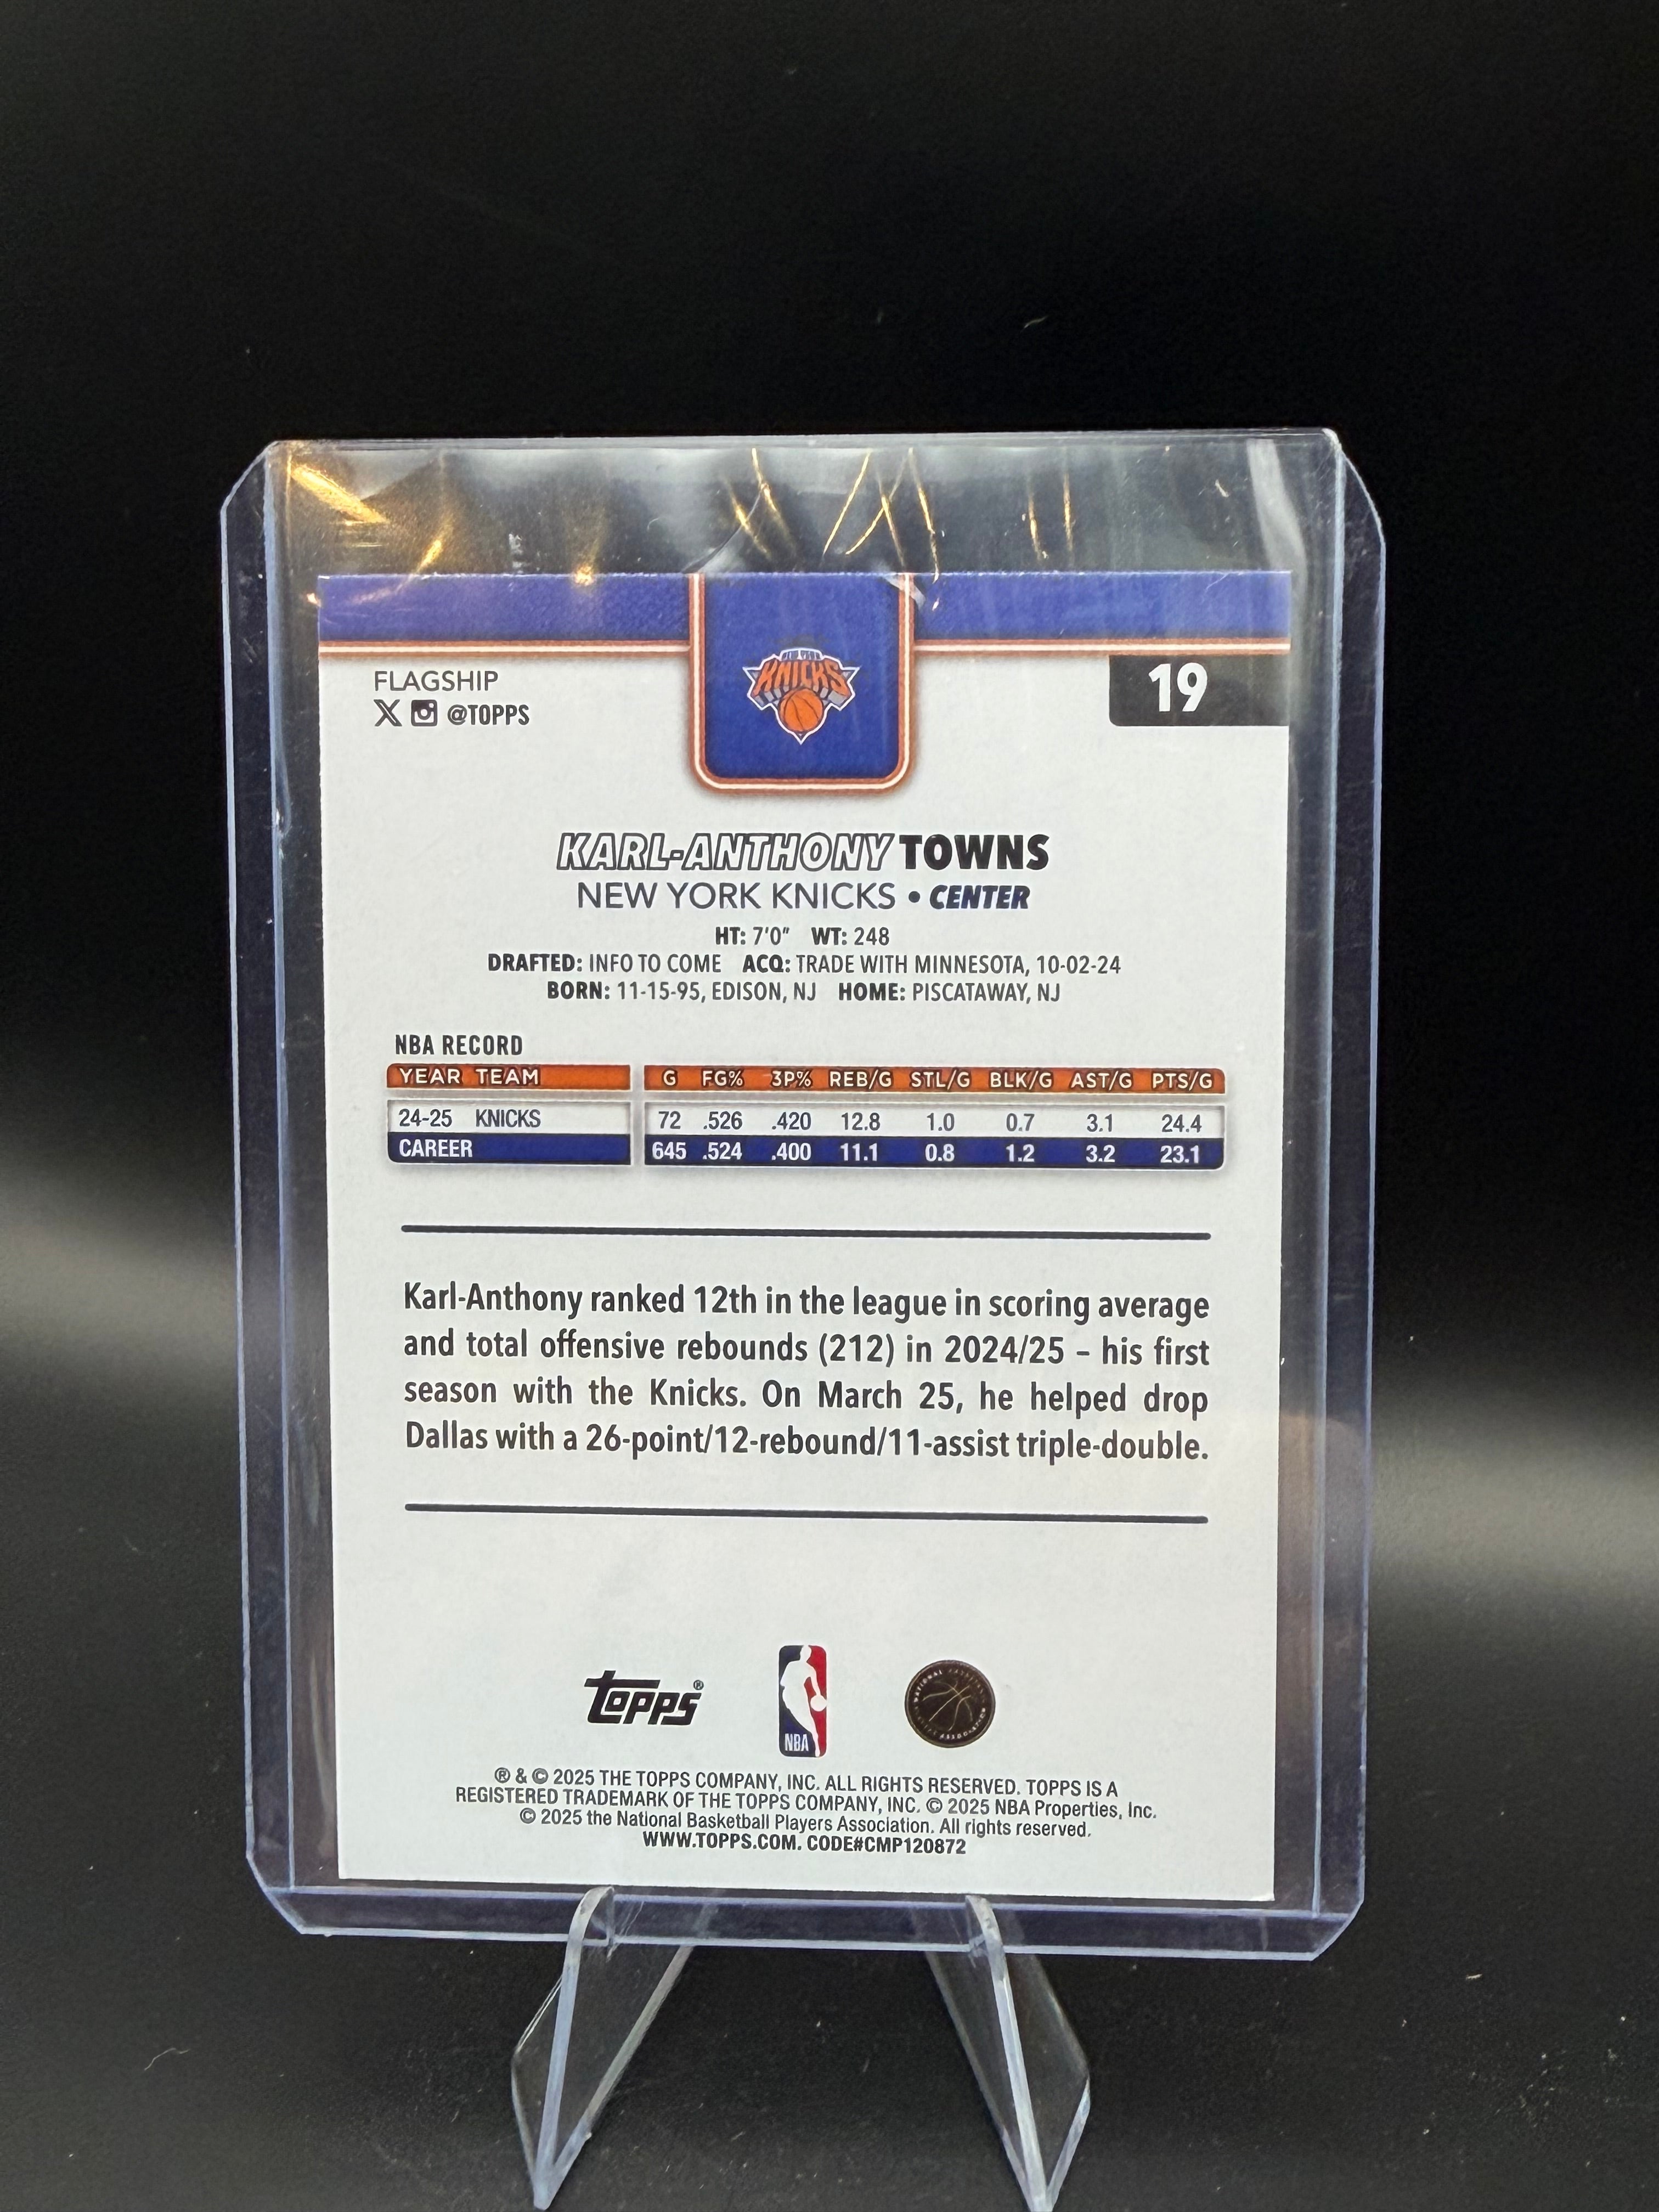 NEW YORK
KNICKS
FLAGSHIP
@TOPPS
19
KARL-ANTHONY TOWNS
NEW YORK KNICKS • CENTER
HT: 7'0" WT: 248
DRAFTED: INFO TO COME ACQ: TRADE WITH MINNESOTA, 10-02-24
BORN: 11-15-95, EDISON, NJ HOME: PISCATAWAY, NJ
NBA RECORD
YEAR TEAM G FG% 3P% REB/G STL/G BLK/G AST/G PTS/G
24-25 KNICKS 72 .526 .420 12.8 1.0 0.7 3.1 24.4
CAREER 645 .524 .400 11.1 0.8 1.2 3.2 23.1
Karl-Anthony ranked 12th in the league in scoring average
and total offensive rebounds (212) in 2024/25 – his first
season with the Knicks. On March 25, he helped drop
Dallas with a 26-point/12-rebound/11-assist triple-double.
topps®
NBA
® & © 2025 THE TOPPS COMPANY, INC. ALL RIGHTS RESERVED. TOPPS IS A
REGISTERED TRADEMARK OF THE TOPPS COMPANY, INC. © 2025 NBA Properties, Inc.
© 2025 the National Basketball Players Association. All rights reserved.
WWW.TOPPS.COM. CODE#CMP120872